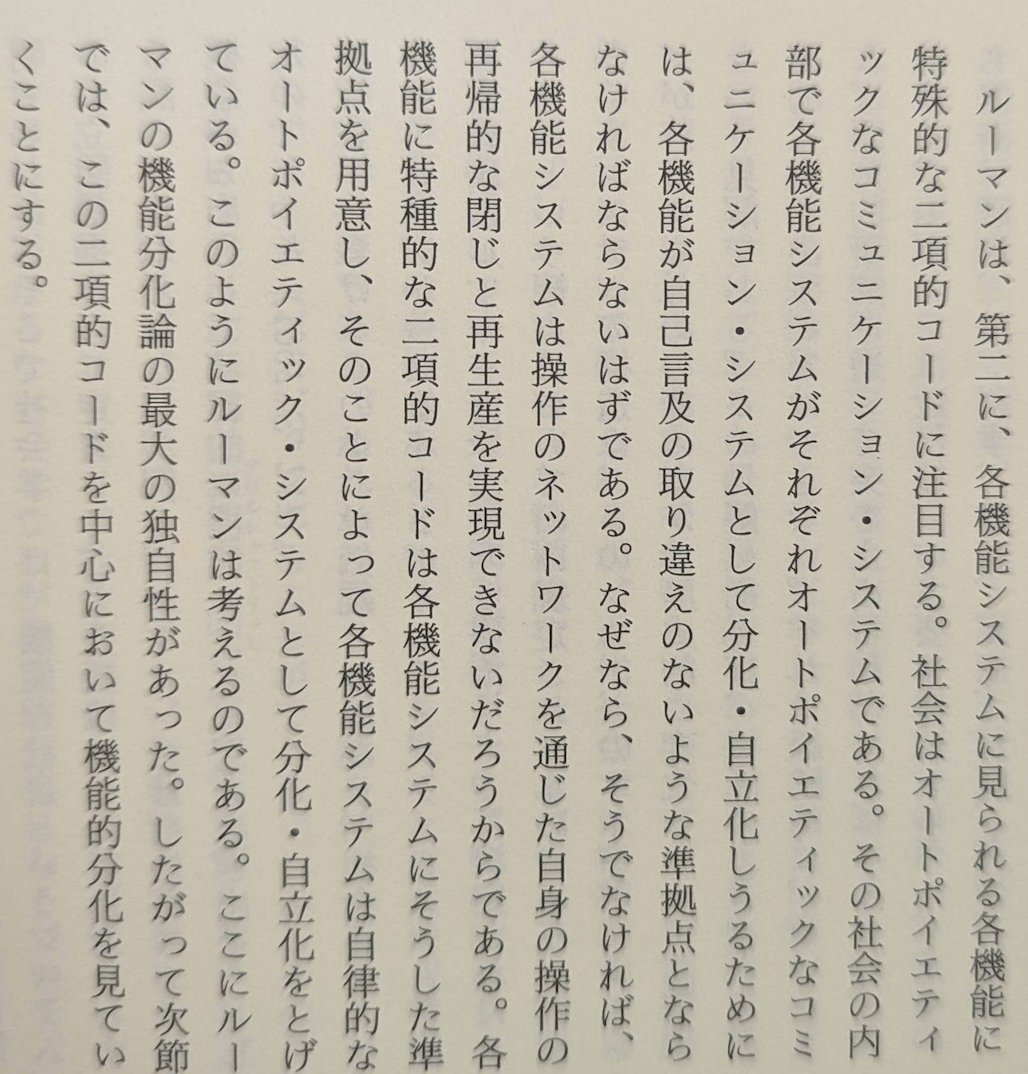 ルーマンは、第二に、各機能システムに見られる各機能に
特殊的な二項的コードに注目する。社会はオートポイエティ
ックなコミュニケーション・システムである。その社会の内
部で各機能システムがそれぞれオートポイエティックなコミ
ュニケーション・システムとして分化・自立化しうるために
は、各機能が自己言及の取り違えのないような準拠点となら
なければならないはずである。なぜなら、そうでなければ、
各機能システムは操作のネットワークを通じた自身の操作の
再帰的な閉じと再生産を実現できないだろうからである。各
機能に特種的な二項的コードは各機能システムにそうした準
拠点を用意し、そのことによって各機能システムは自律的な
オートポイエティック・システムとして分化・自立化をとげ
ている。このようにルーマンは考えるのである。ここにルー
マンの機能分化論の最大の独自性があった。したがって次節
では、この二項的コードを中心において機能的分化を見てい
くことにする。